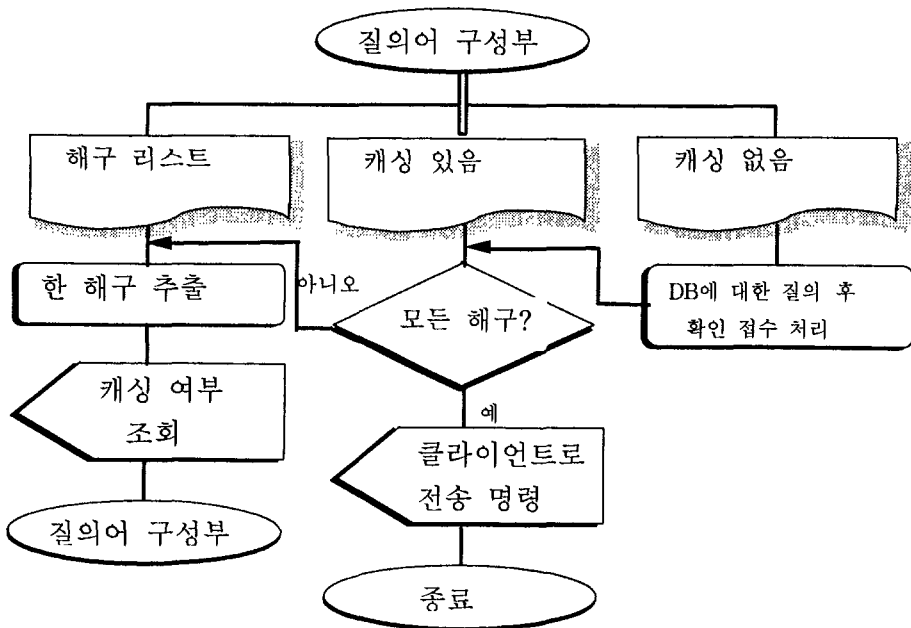 질의어 구성부
해구 리스트
캐싱 있음
캐싱 없음
한 해구 추출
아니오
모든 해구?
DB에 대한 질의 후
확인 접수 처리
캐싱 여부
조회
예
클라이언트로
전송 명령
질의어 구성부
종료